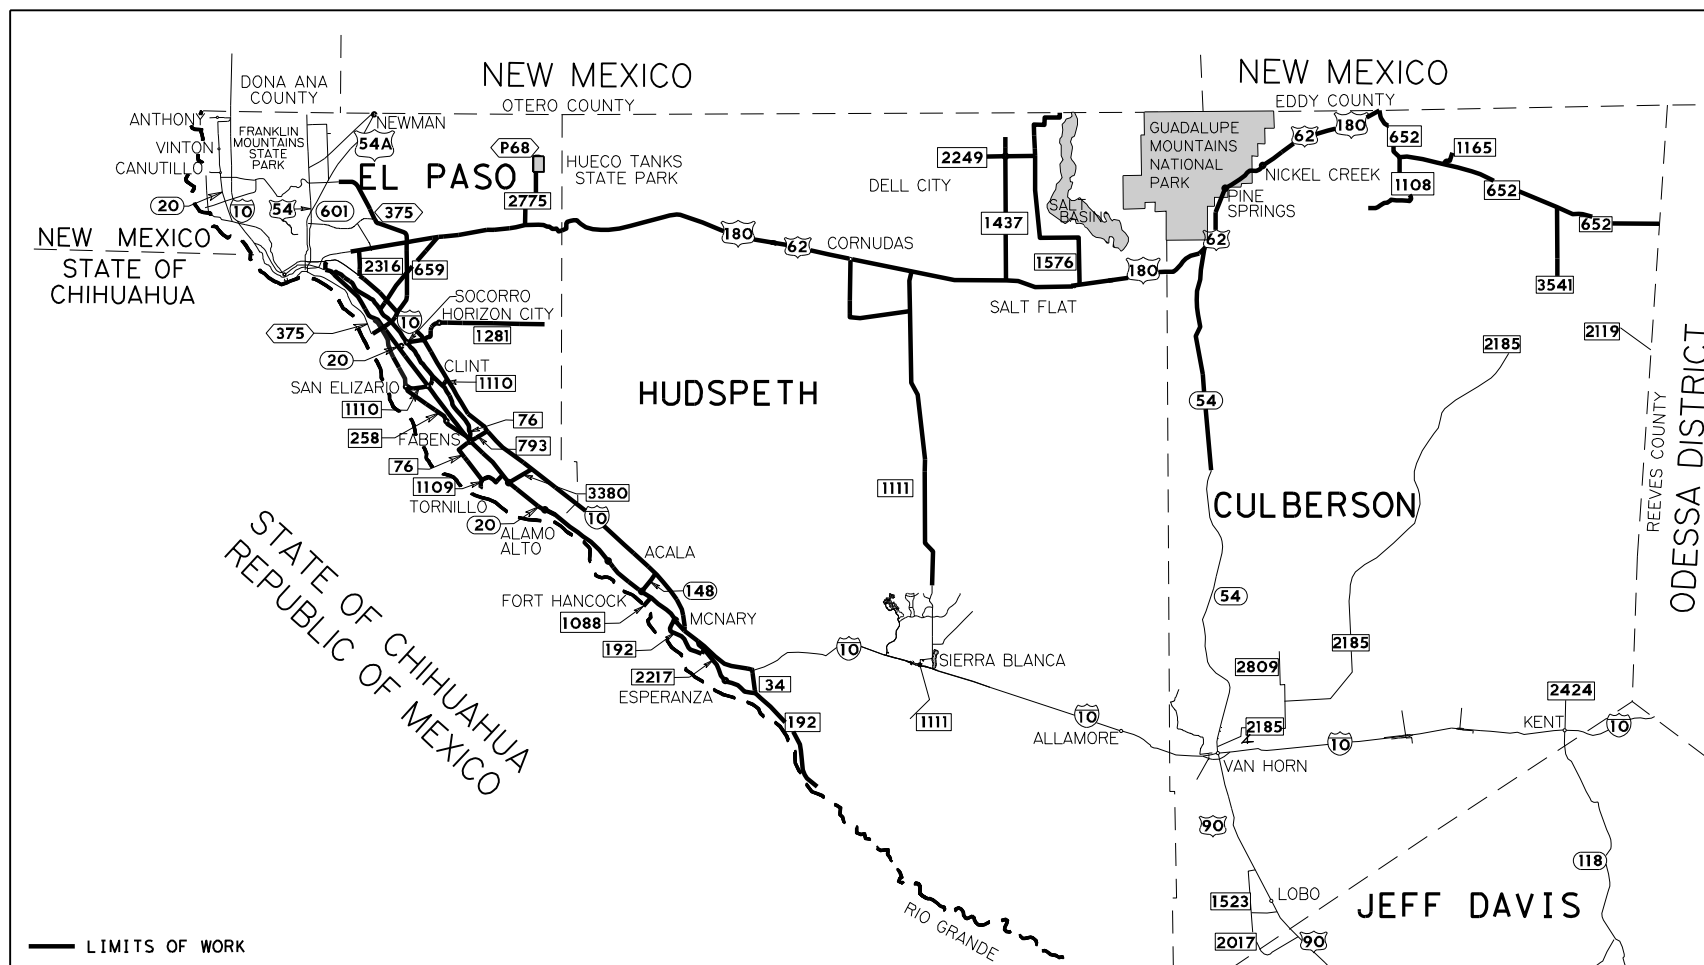 NEW MEXICO
OTERO COUNTY
NEW MEXICO
EDDY COUNTY
DONA ANA
COUNTY
ANTHONY
VINTON
CANUTILLO
FRANKLIN
MOUNTAINS
STATE
PARK
NEWMAN
54A
EL PASO
P68
HUECO TANKS
STATE PARK
2775
20
10
54
601
375
NEW MEXICO
STATE OF
CHIHUAHUA
2316
659
180
62
CORNUDAS
2249
DELL CITY
1437
1576
SALT FLAT
SALT
BASIN
180
GUADALUPE
MOUNTAINS
NATIONAL
PARK
62
180
NICKEL CREEK
PINE
SPRINGS
62
652
1165
1108
652
652
3541
2119
2185
SOCORRO
HORIZON CITY
10
1281
375
20
CLINT
1110
SAN ELIZARIO
1110
258
FABENS
76
793
76
1109
TORNILLO
3380
20
10
ALAMO
ALTO
ACALA
148
FORT HANCOCK
1088
MCNARY
192
2217
ESPERANZA
34
192
HUDSPETH
1111
54
CULBERSON
54
REEVES COUNTY
ODESSA DISTRICT
STATE OF CHIHUAHUA
REPUBLIC OF MEXICO
10
SIERRA BLANCA
1111
10
ALLAMORE
2809
2185
2185
10
VAN HORN
2424
KENT
10
90
118
1523
LOBO
2017
90
JEFF DAVIS
RIO GRANDE
LIMITS OF WORK